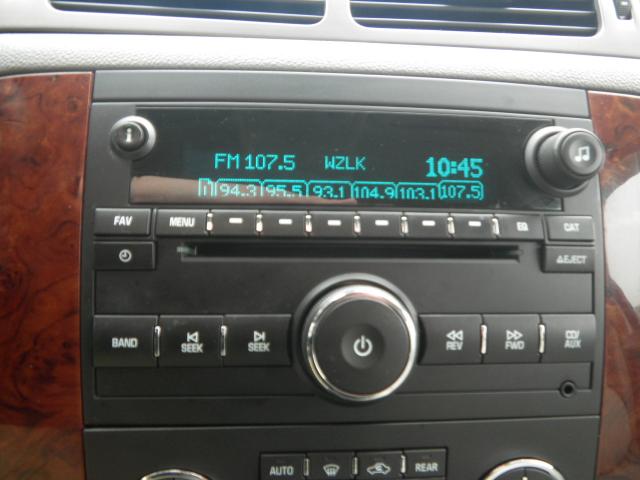 FM 107.5 WZLK 10:45
1 94.3 95.5 93.1 104.9 103.1 107.5
FAV MENU EQ CAT
EJECT
BAND SEEK SEEK REV FWD CD/AUX
AUTO REAR